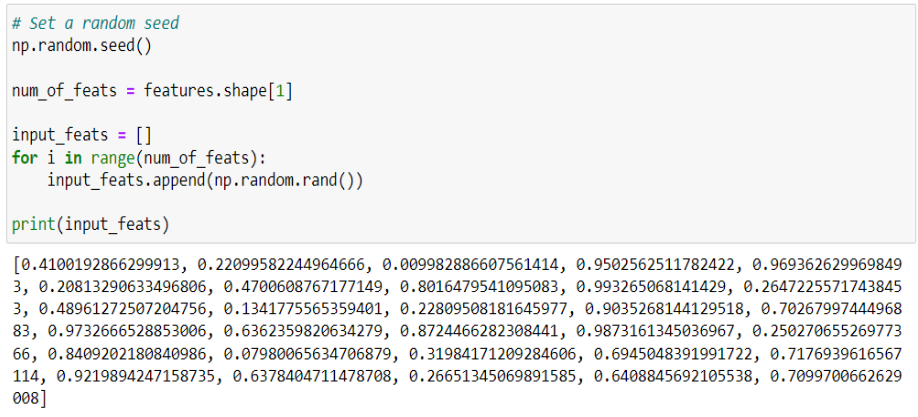 # Set a random seed
np.random.seed()
num_of_feats = features.shape[1]
input_feats = []
for i in range(num_of_feats):
    input_feats.append(np.random.rand())
print(input_feats)
[0.4100192866299913, 0.22099582244964666, 0.009982886607561414, 0.9502562511782422, 0.969362629969849
3, 0.20813290633496806, 0.4700608767177149, 0.8016479541095083, 0.993265068141429, 0.2647225571743845
3, 0.48961272507204756, 0.1341775565359401, 0.22809508181645977, 0.9035268144129518, 0.70267997444968
83, 0.9732666528853006, 0.6362359820634279, 0.8724466282308441, 0.9873161345036967, 0.250270655269773
66, 0.8409202180840986, 0.07980065634706879, 0.31984171209284606, 0.6945048391991722, 0.7176939616567
114, 0.9219894247158735, 0.6378404711478708, 0.26651345069891585, 0.6408845692105538, 0.7099700662629
008]